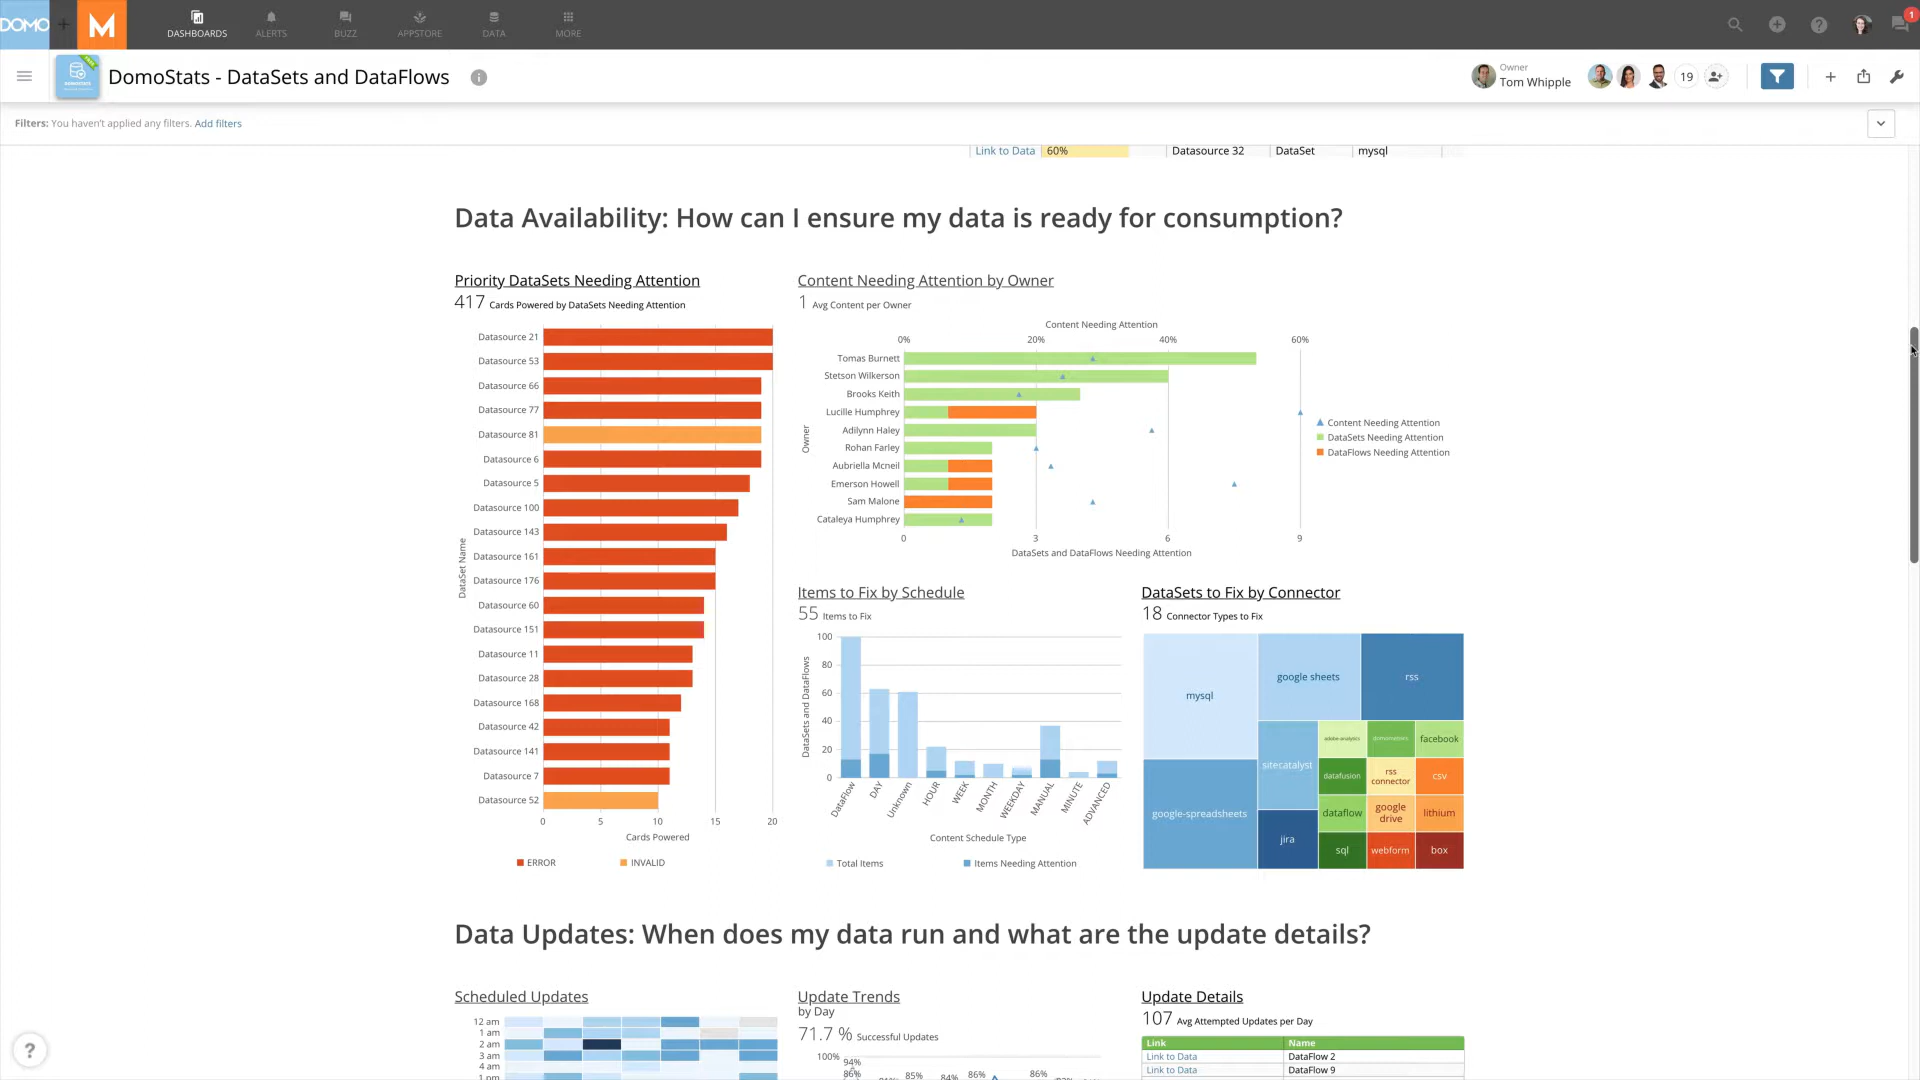 DOMO
M
DASHBOARDS
ALERTS
BUZZ
APPSTORE
DATA
MORE
1
DomoStats - DataSets and DataFlows
Owner
Tom Whipple
19
Filters: You haven't applied any filters. Add filters
Link to Data 60% Datasource 32 DataSet mysql
Data Availability: How can I ensure my data is ready for consumption?
Priority DataSets Needing Attention
417 Cards Powered by DataSets Needing Attention
DataSet Name
Datasource 21
Datasource 53
Datasource 66
Datasource 77
Datasource 81
Datasource 6
Datasource 5
Datasource 100
Datasource 143
Datasource 161
Datasource 176
Datasource 60
Datasource 151
Datasource 11
Datasource 28
Datasource 168
Datasource 42
Datasource 141
Datasource 7
Datasource 52
0 5 10 15 20
Cards Powered
ERROR INVALID
Content Needing Attention by Owner
1 Avg Content per Owner
Content Needing Attention
0% 20% 40% 60%
Owner
Tomas Burnett
Stetson Wilkerson
Brooks Keith
Lucille Humphrey
Adilynn Haley
Rohan Farley
Aubriella Mcneil
Emerson Howell
Sam Malone
Cataleya Humphrey
0 3 6 9
DataSets and DataFlows Needing Attention
Content Needing Attention
DataSets Needing Attention
DataFlows Needing Attention
Items to Fix by Schedule
55 Items to Fix
DataSets and DataFlows
100
80
60
40
20
0
DataFlow DAY Unknown HOUR WEEK MONTH WEEKDAY MANUAL MINUTE ADVANCED
Content Schedule Type
Total Items Items Needing Attention
DataSets to Fix by Connector
18 Connector Types to Fix
mysql
google sheets
rss
google-spreadsheets
sitecatalyst
jira
adobe-analytics
facebook
datafusion
rss
connector
csv
dataflow
google
drive
lithium
sql
webform
box
Data Updates: When does my data run and what are the update details?
Scheduled Updates
12 am
1 am
2 am
3 am
4 am
1 pm
Update Trends
by Day
71.7 % Successful Updates
100%
94%
86%
85%
84%
86%
86%
Update Details
107 Avg Attempted Updates per Day
Link Name
Link to Data DataFlow 2
Link to Data DataFlow 9
?